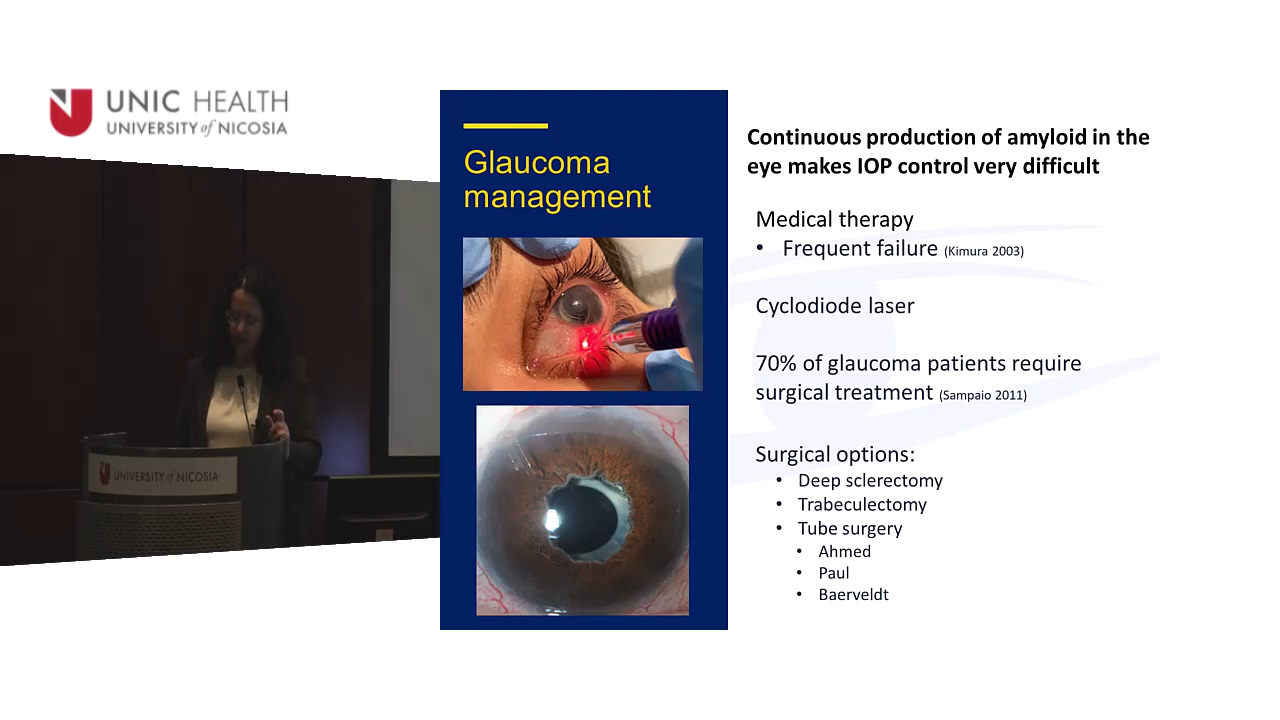 UNIC HEALTH
UNIVERSITY of NICOSIA
UNIVERSITY of NICOSIA
Glaucoma
management
Continuous production of amyloid in the
eye makes IOP control very difficult
Medical therapy
• Frequent failure (Kimura 2003)
Cyclodiode laser
70% of glaucoma patients require
surgical treatment (Sampaio 2011)
Surgical options:
• Deep sclerectomy
• Trabeculectomy
• Tube surgery
• Ahmed
• Paul
• Baerveldt